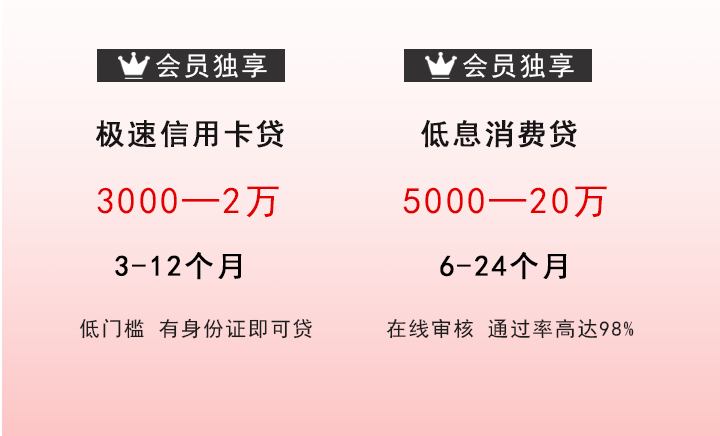 会员独享
极速信用卡贷
3000—2万
3-12个月
低门槛 有身份证即可贷
会员独享
低息消费贷
5000—20万
6-24个月
在线审核 通过率高达98%